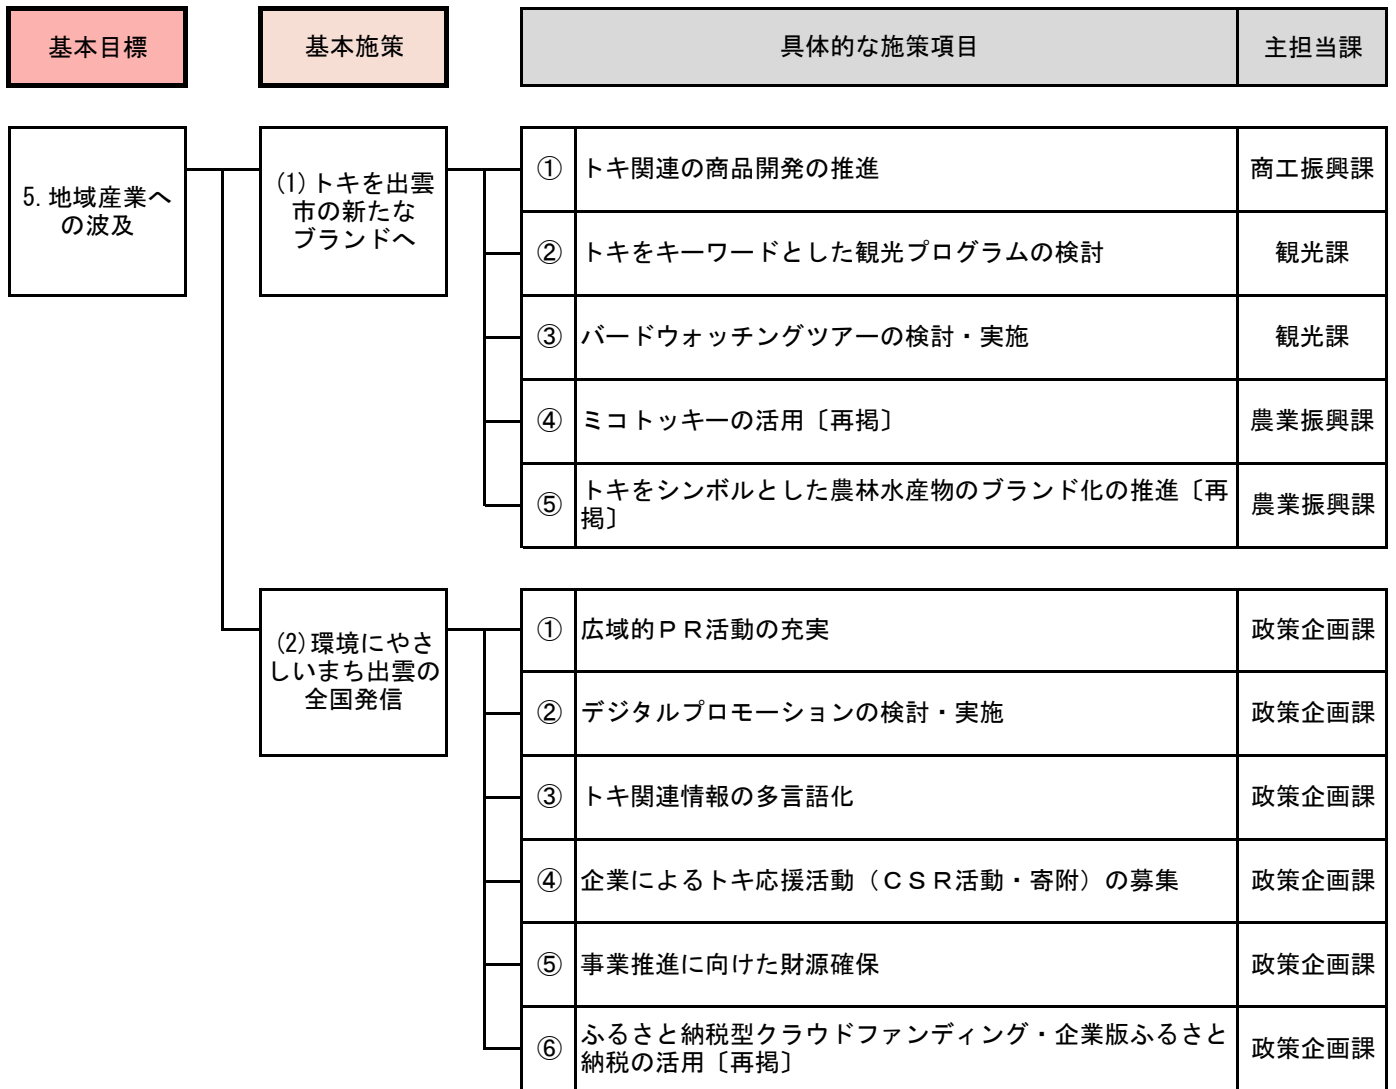 基本目標
基本施策
具体的な施策項目
主担当課
5. 地域産業へ
の波及
(1)トキを出雲
市の新たな
ブランドへ
① トキ関連の商品開発の推進 商工振興課
② トキをキーワードとした観光プログラムの検討 観光課
③ バードウォッチングツアーの検討・実施 観光課
④ ミコトッキーの活用〔再掲〕 農業振興課
⑤ トキをシンボルとした農林水産物のブランド化の推進〔再
掲〕 農業振興課
(2)環境にやさ
しいまち出雲の
全国発信
① 広域的ＰＲ活動の充実 政策企画課
② デジタルプロモーションの検討・実施 政策企画課
③ トキ関連情報の多言語化 政策企画課
④ 企業によるトキ応援活動（ＣＳＲ活動・寄附）の募集 政策企画課
⑤ 事業推進に向けた財源確保 政策企画課
⑥ ふるさと納税型クラウドファンディング・企業版ふるさと
納税の活用〔再掲〕 政策企画課